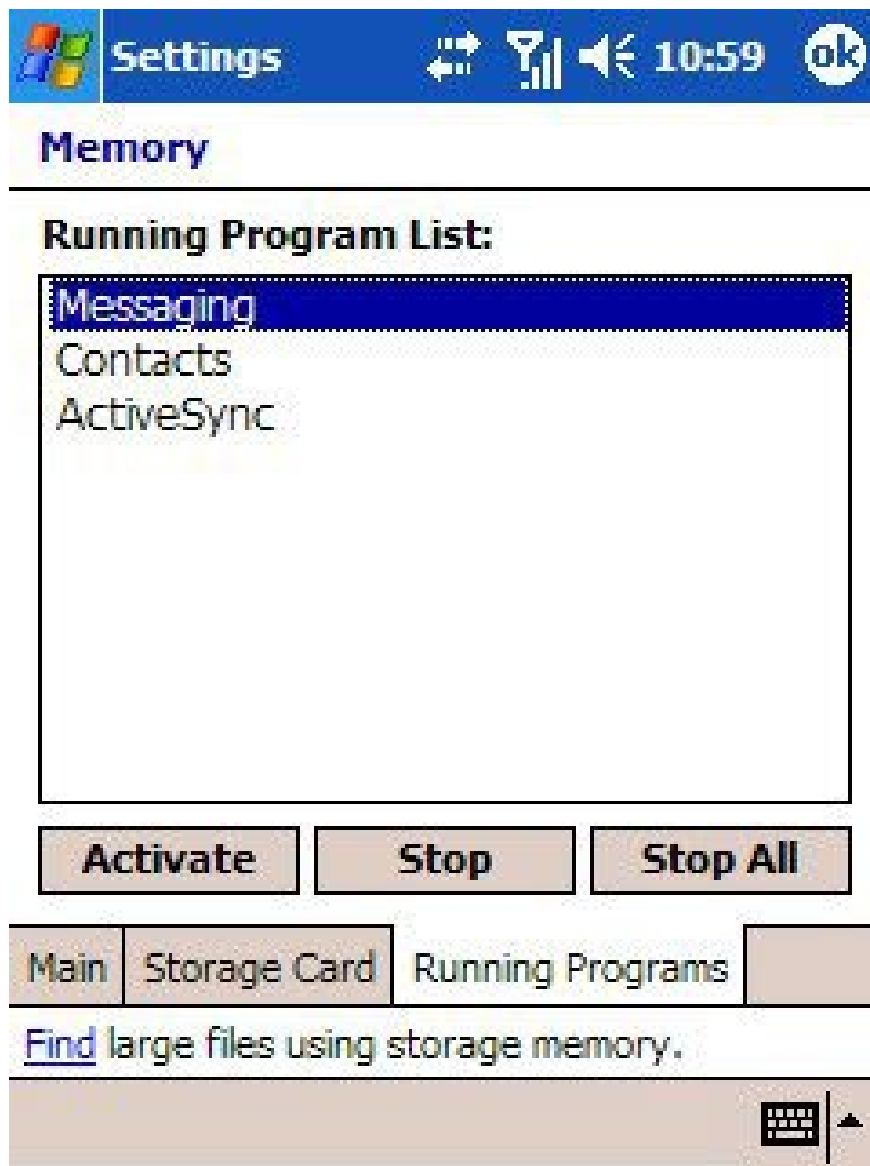 Settings 10:59 ok
Memory
Running Program List:
Messaging
Contacts
ActiveSync
Activate Stop Stop All
Main Storage Card Running Programs
Find large files using storage memory.